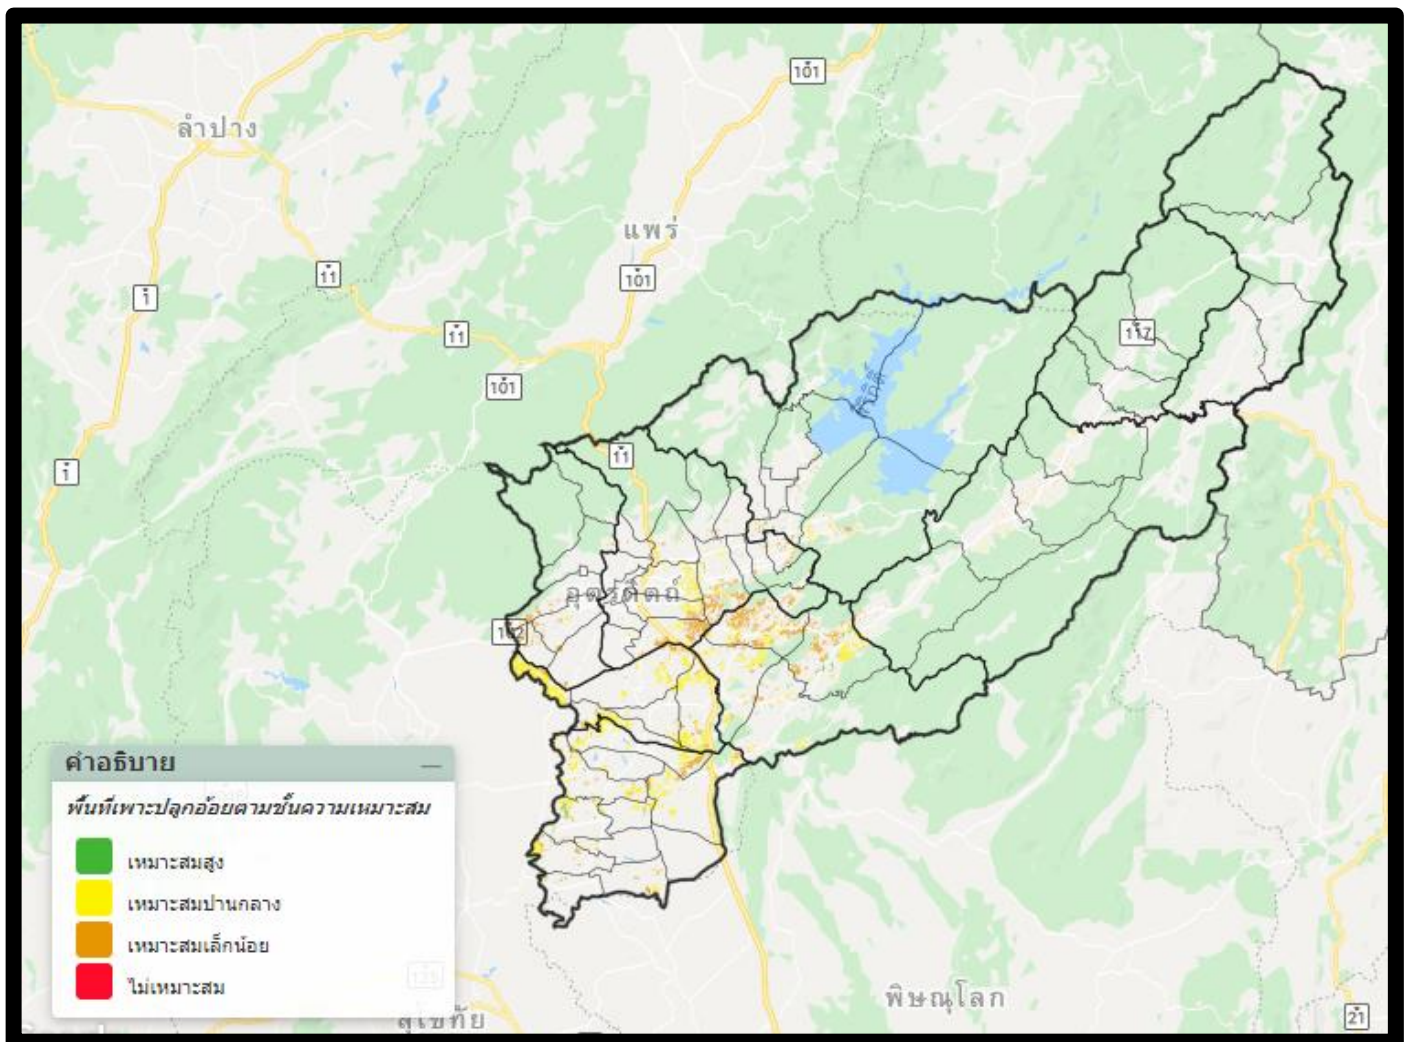 101
ลำปาง
แพร่
11
101
1
117
11
101
11
1
อุตรดิตถ์
102
คำอธิบาย
พื้นที่เพาะปลูกอ้อยตามชั้นความเหมาะสม
เหมาะสมสูง
เหมาะสมปานกลาง
เหมาะสมเล็กน้อย
ไม่เหมาะสม
พิษณุโลก
สุโขทัย
21